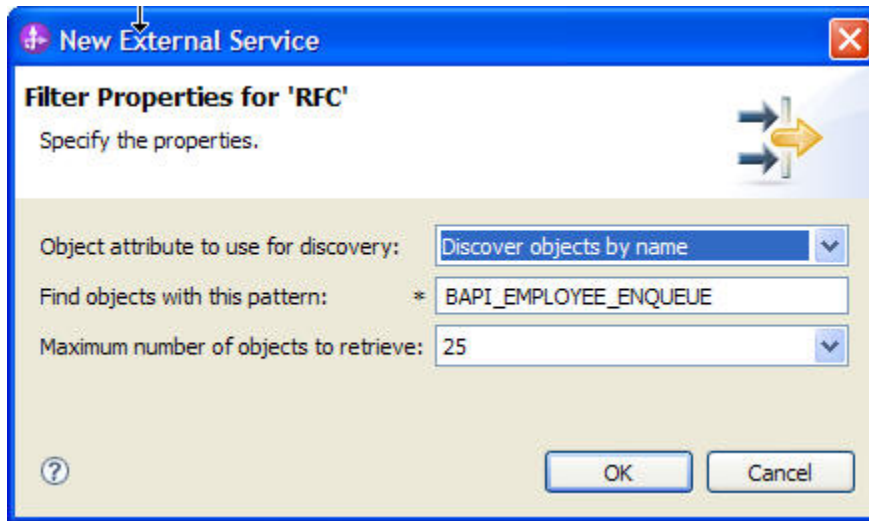 New External Service
Filter Properties for 'RFC'
Specify the properties.
Object attribute to use for discovery: Discover objects by name
Find objects with this pattern: * BAPI_EMPLOYEE_ENQUEUE
Maximum number of objects to retrieve: 25
? OK Cancel